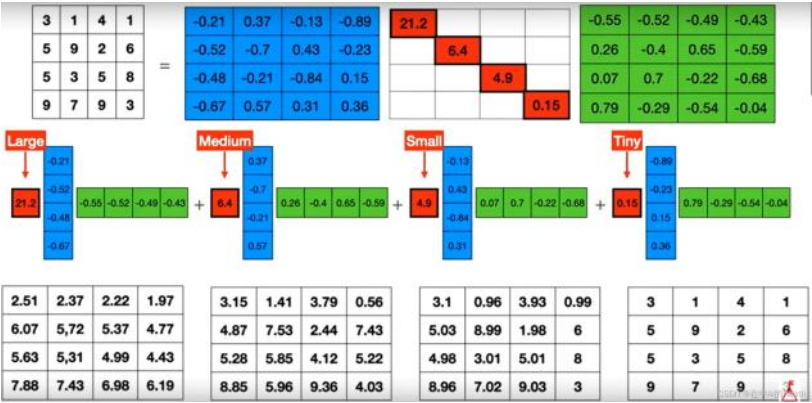 3 1 4 1 -0.21 0.37 -0.13 -0.89 21.2 -0.55 -0.52 -0.49 -0.43
5 9 2 6 -0.52 -0.7 0.43 -0.23 6.4 0.26 -0.4 0.65 -0.59
= 
5 3 5 8 -0.48 -0.21 -0.84 0.15 4.9 0.07 0.7 -0.22 -0.68
9 7 9 3 -0.67 0.57 0.31 0.36 0.15 0.79 -0.29 -0.54 -0.04
Large Medium Small Tiny
-0.21 0.37 -0.13 -0.89
-0.52 -0.7 0.43 -0.23
21.2 -0.55 -0.52 -0.49 -0.43 + 6.4 0.26 -0.4 0.65 -0.59 + 4.9 0.07 0.7 -0.22 -0.68 + 0.15 0.79 -0.29 -0.54 -0.04
-0.48 -0.21 -0.84 0.15
-0.67 0.57 0.31 0.36
2.51 2.37 2.22 1.97 3.15 1.41 3.79 0.56 3.1 0.96 3.93 0.99 3 1 4 1
6.07 5,72 5.37 4.77 4.87 7.53 2.44 7.43 5.03 8.99 1.98 6 5 9 2 6
5.63 5,31 4.99 4.43 5.28 5.85 4.12 5.22 4.98 3.01 5.01 8 5 3 5 8
7.88 7.43 6.98 6.19 8.85 5.96 9.36 4.03 8.96 7.02 9.03 3 9 7 9